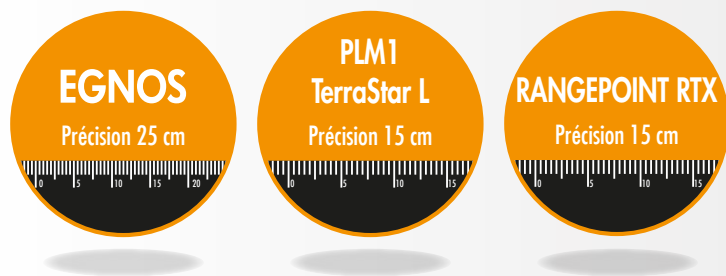 EGNOS
Précision 25 cm
0 5 10 15 20
PLM1
TerraStar L
Précision 15 cm
0 5 10 15
RANGEPOINT RTX
Précision 15 cm
0 5 10 15